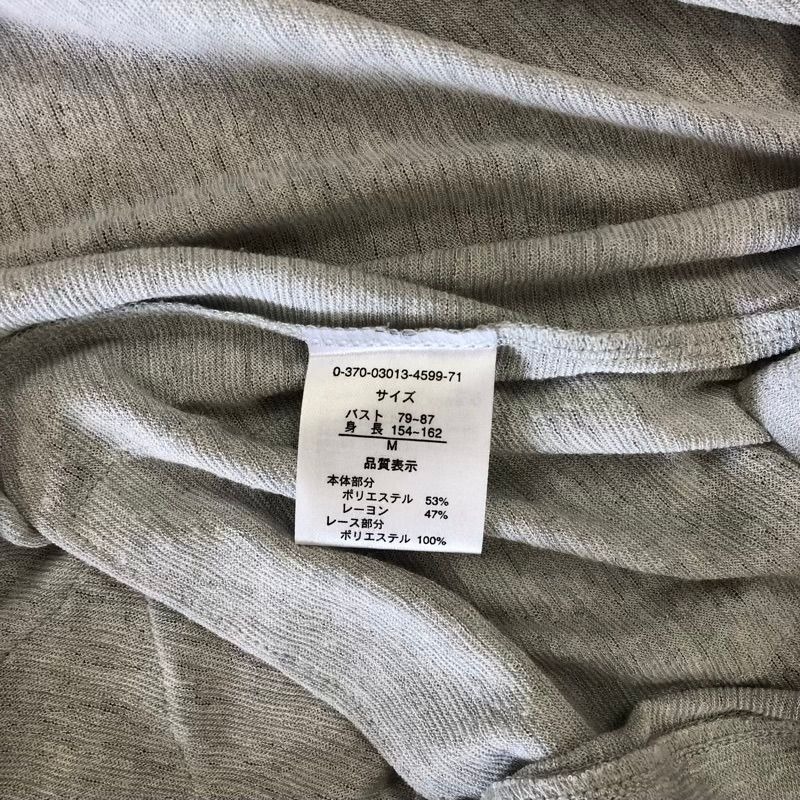 0-370-03013-4599-71
サイズ
バスト 79~87
身 長 154~162
M
品質表示
本体部分
ポリエステル 53%
レーヨン 47%
レース部分
ポリエステル 100%